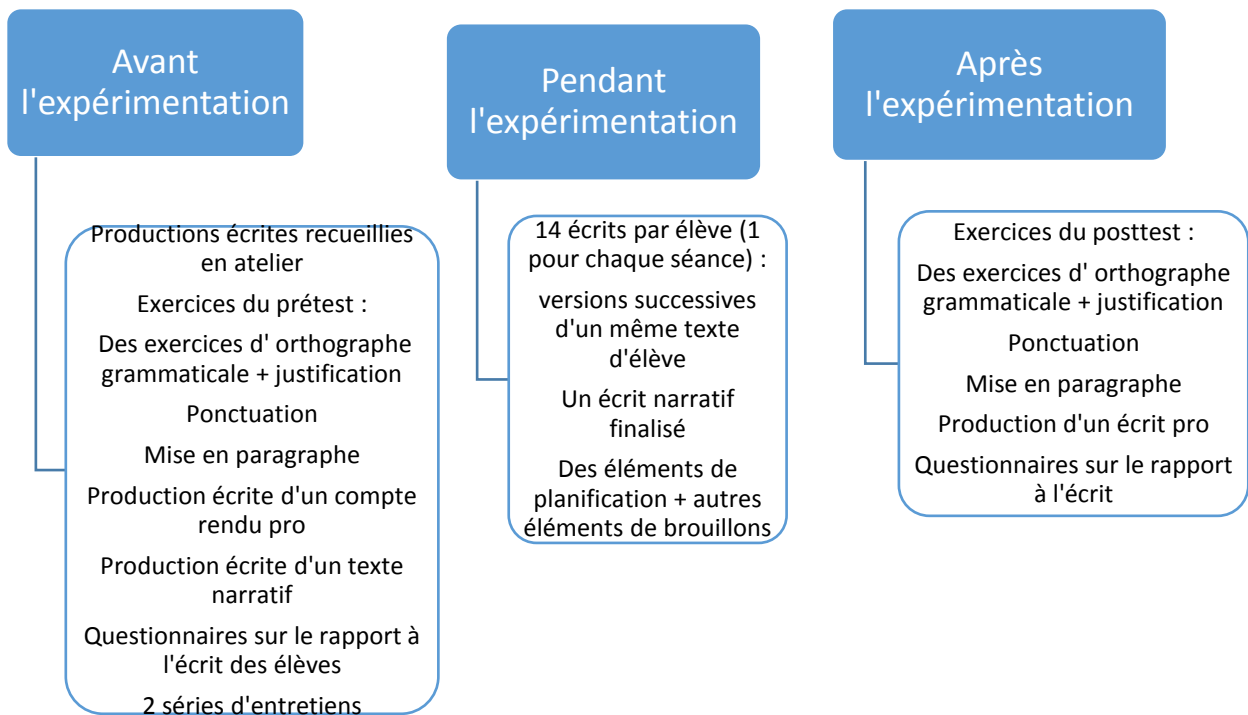 Avant
l'expérimentation
Productions écrites recueillies
en atelier
Exercices du prétest :
Des exercices d' orthographe
grammaticale + justification
Ponctuation
Mise en paragraphe
Production écrite d'un compte
rendu pro
Production écrite d'un texte
narratif
Questionnaires sur le rapport à
l'écrit des élèves
2 séries d'entretiens
Pendant
l'expérimentation
14 écrits par élève (1
pour chaque séance) :
versions successives
d'un même texte
d'élève
Un écrit narratif
finalisé
Des éléments de
planification + autres
éléments de brouillons
Après
l'expérimentation
Exercices du posttest :
Des exercices d' orthographe
grammaticale + justification
Ponctuation
Mise en paragraphe
Production d'un écrit pro
Questionnaires sur le rapport
à l'écrit